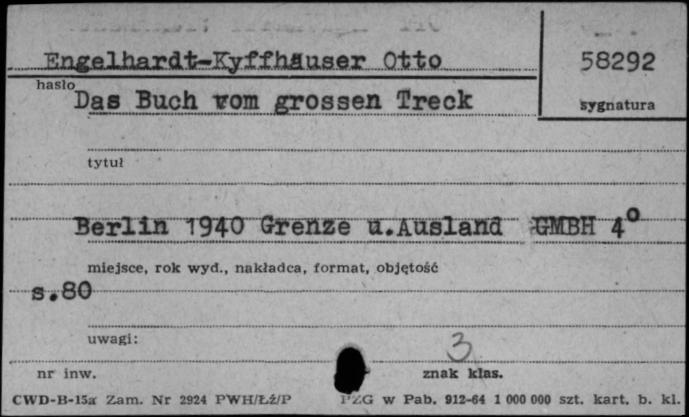 Engelhardt-Kyffhäuser Otto
58292
hasło
Das Buch vom grossen Treck
sygnatura
tytuł
Berlin 1940 Grenze u.Ausland GMBH 4°
miejsce, rok wyd., nakładca, format, objętość
s.80
uwagi:
3
nr inw.
znak klas.
CWD-B-15a Zam. Nr 2924 PWH/Łź/P PZG w Pab. 912-64 1 000 000 szt. kart. b. kl.